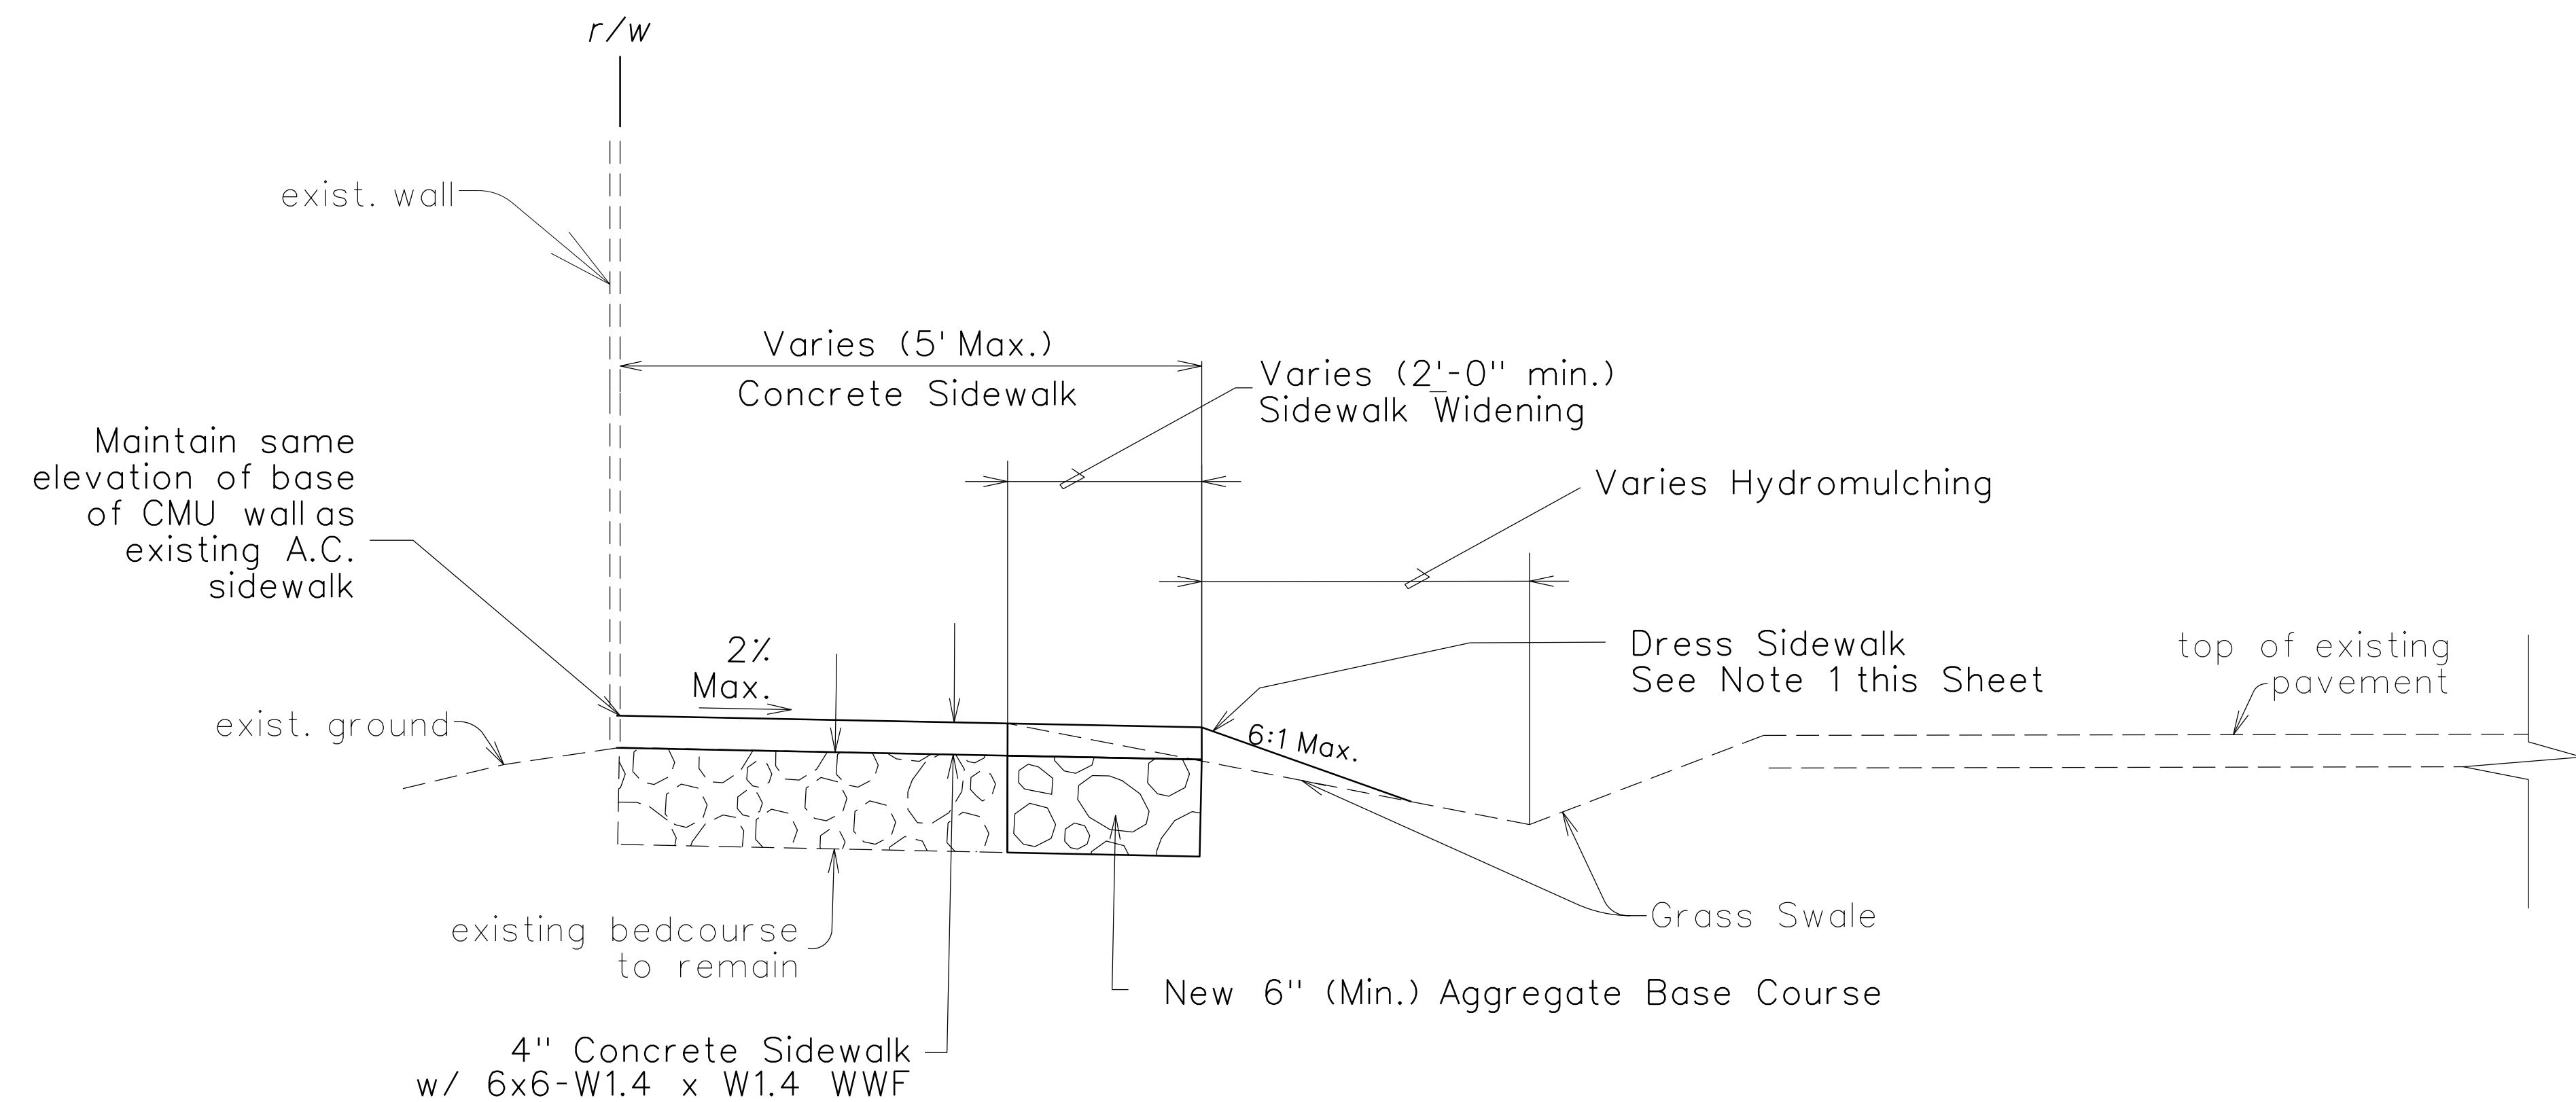 r/w
exist. wall
Varies (5' Max.)
Concrete Sidewalk
Varies (2'-0" min.)
Sidewalk Widening
Maintain same
elevation of base
of CMU wall as
existing A.C.
sidewalk
Varies Hydromulching
2%
Max.
Dress Sidewalk
See Note 1 this Sheet
top of existing
pavement
exist. ground
6:1 Max.
existing bedcourse
to remain
Grass Swale
New 6" (Min.) Aggregate Base Course
4" Concrete Sidewalk
w/ 6x6-W1.4 x W1.4 WWF